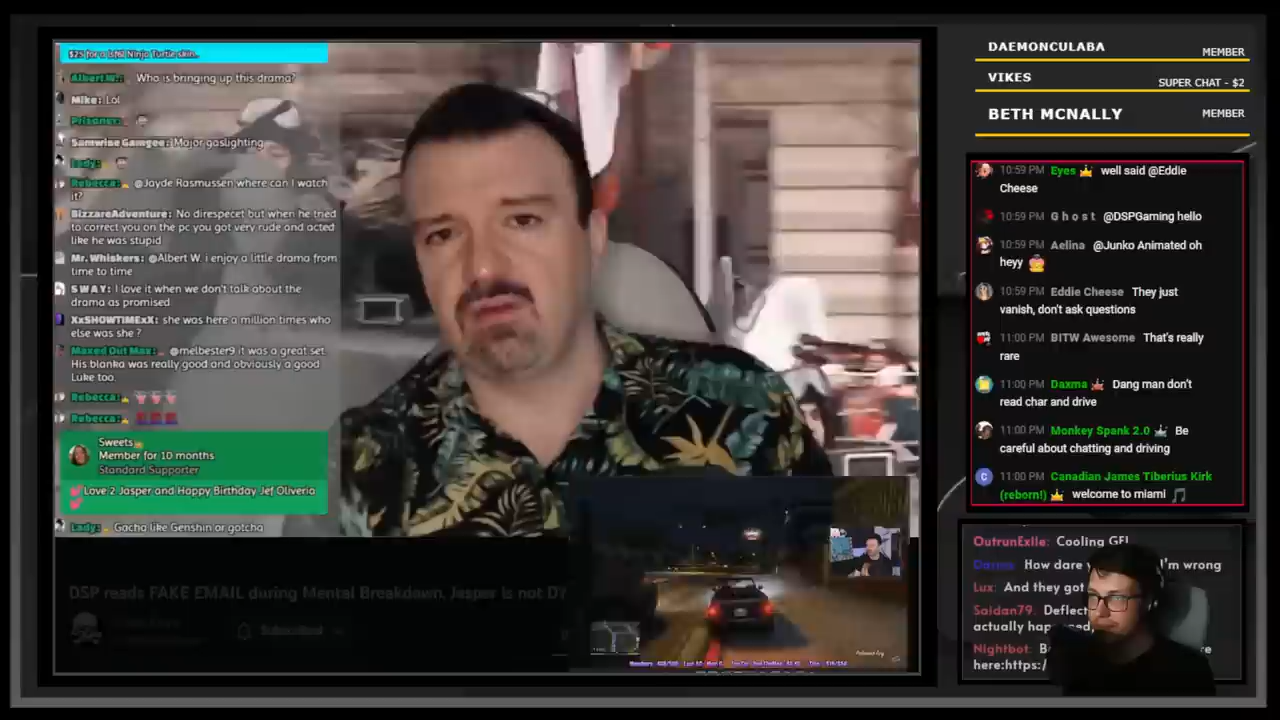 $25 for a Ninja Turtle skin..
Albert W.: Who is bringing up this drama?
Mike: Lol
Prisoner:
Samwise Gamgee: Major gaslighting
Lady:
Rebecca: @Jayde Rasmussen where can I watch
it?
BizzareAdventure: No direspecet but when he tried
to correct you on the pc you got very rude and acted
like he was stupid
Mr. Whiskers: @Albert W. i enjoy a little drama from
time to time
S W A Y: I love it when we don't talk about the
drama as promised
XxSHOWTIMExX: she was here a million times who
else was she ?
Maxed Out Max: @melbester9 it was a great set.
His blanka was really good and obviously a good
Luke too.
Rebecca:
Rebecca:
Sweets
Member for 10 months
Standard Supporter
Love 2 Jasper and Happy Birthday Jef Oliveria
Lady: Gacha like Genshin or gotcha
DSP reads FAKE EMAIL during Mental Breakdown, Jasper is not D
Subscribed
DAEMONCULABA MEMBER
VIKES SUPER CHAT - $2
BETH MCNALLY MEMBER
10:59 PM Eyes well said @Eddie
Cheese
10:59 PM G h o s t @DSPGaming hello
10:59 PM Aelina @Junko Animated oh
heyy
10:59 PM Eddie Cheese They just
vanish, don't ask questions
11:00 PM BITW Awesome That's really
rare
11:00 PM Daxma Dang man don't
read char and drive
11:00 PM Monkey Spank 2.0 Be
careful about chatting and driving
11:00 PM Canadian James Tiberius Kirk
(reborn!) welcome to miami
OutrunExile: Cooling GF!
How dare I'm wrong
Lux: And they got
Saidan79: Deflect
actually happened,
Nightbot: here:https:/